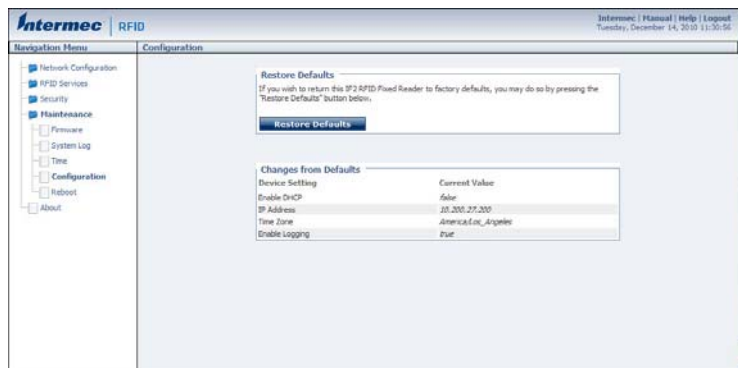 Intermec | RFID
Intermec | Manual | Help | Logout
Tuesday, December 14, 2010 11:30:56
Navigation Menu
Configuration
Network Configuration
RFID Services
Security
Maintenance
Firmware
System Log
Time
Configuration
Reboot
About
Restore Defaults
If you wish to return this IF2 RFID Fixed Reader to factory defaults, you may do so by pressing the
"Restore Defaults" button below.
Restore Defaults
Changes from Defaults
Device Setting Current Value
Enable DHCP false
IP Address 10.200.27.200
Time Zone America/Los_Angeles
Enable Logging true